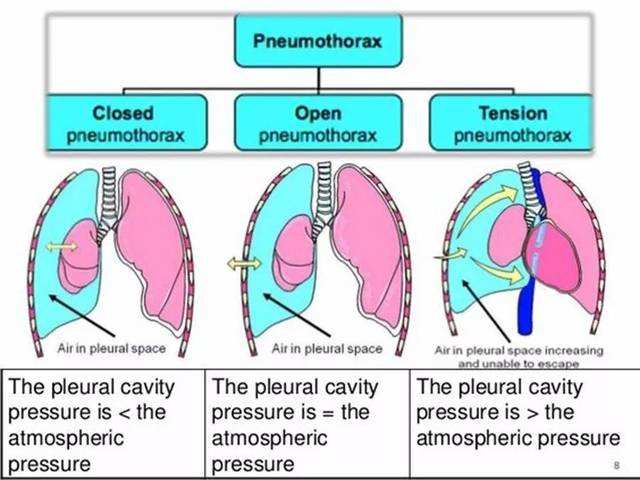 Pneumothorax
Closed
pneumothorax
Open
pneumothorax
Tension
pneumothorax
Air in pleural space
Air in pleural space
Air in pleural space increasing
and unable to escape
The pleural cavity
pressure is < the
atmospheric
pressure
The pleural cavity
pressure is = the
atmospheric
pressure
The pleural cavity
pressure is > the
atmospheric pressure
8